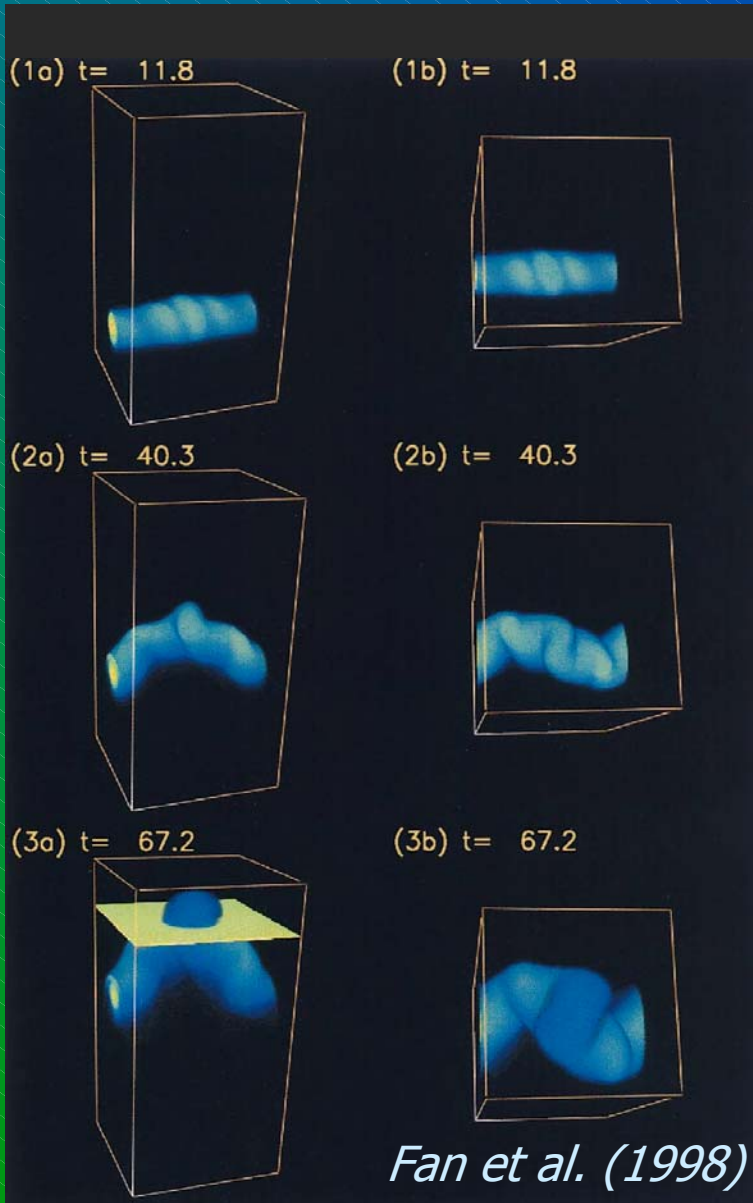 (1a) t= 11.8
(1b) t= 11.8
(2a) t= 40.3
(2b) t= 40.3
(3a) t= 67.2
(3b) t= 67.2
Fan et al. (1998)